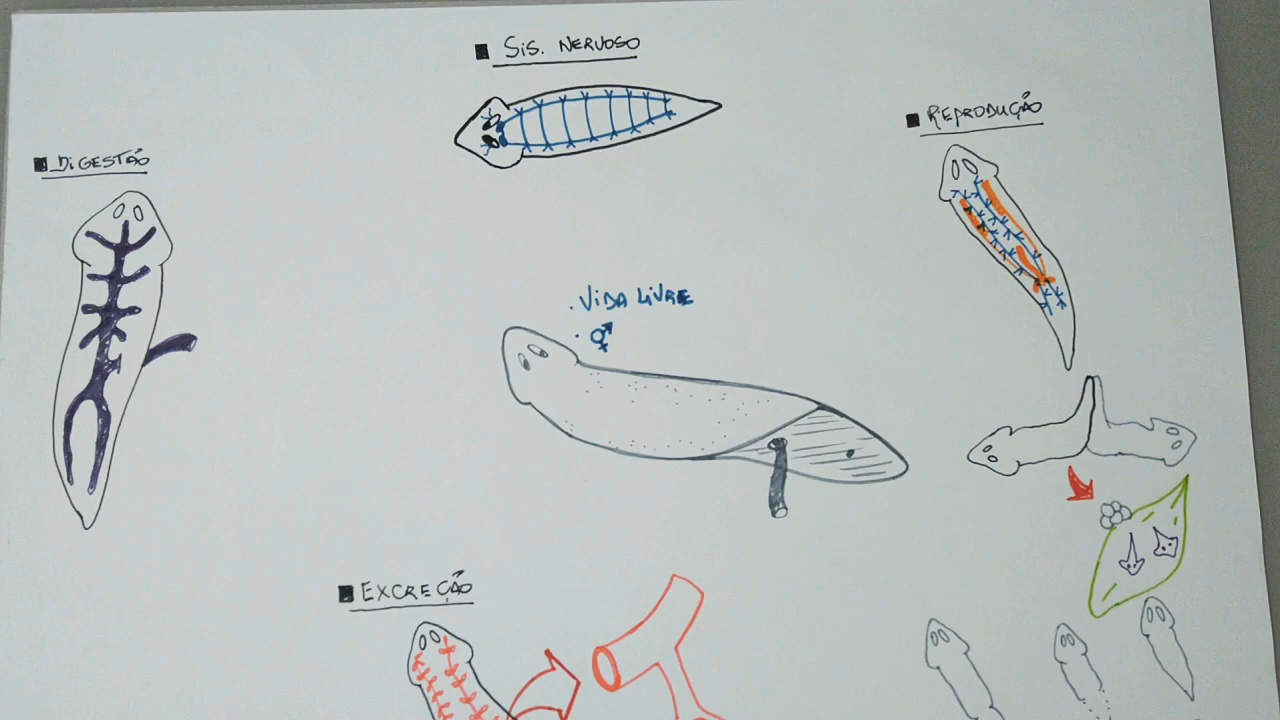 SIS. NERVOSO
REPRODUÇÃO
DIGESTÃO
. VIDA LIVRE
. ⚥
EXCREÇÃO